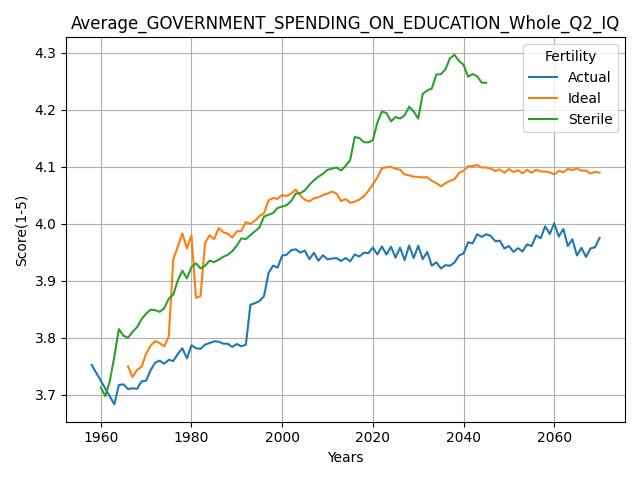 Average_GOVERNMENT_SPENDING_ON_EDUCATION_Whole_Q2_IQ
Fertility
Actual
Ideal
Sterile
Score(1-5)
4.3
4.2
4.1
4.0
3.9
3.8
3.7
1960 1980 2000 2020 2040 2060
Years